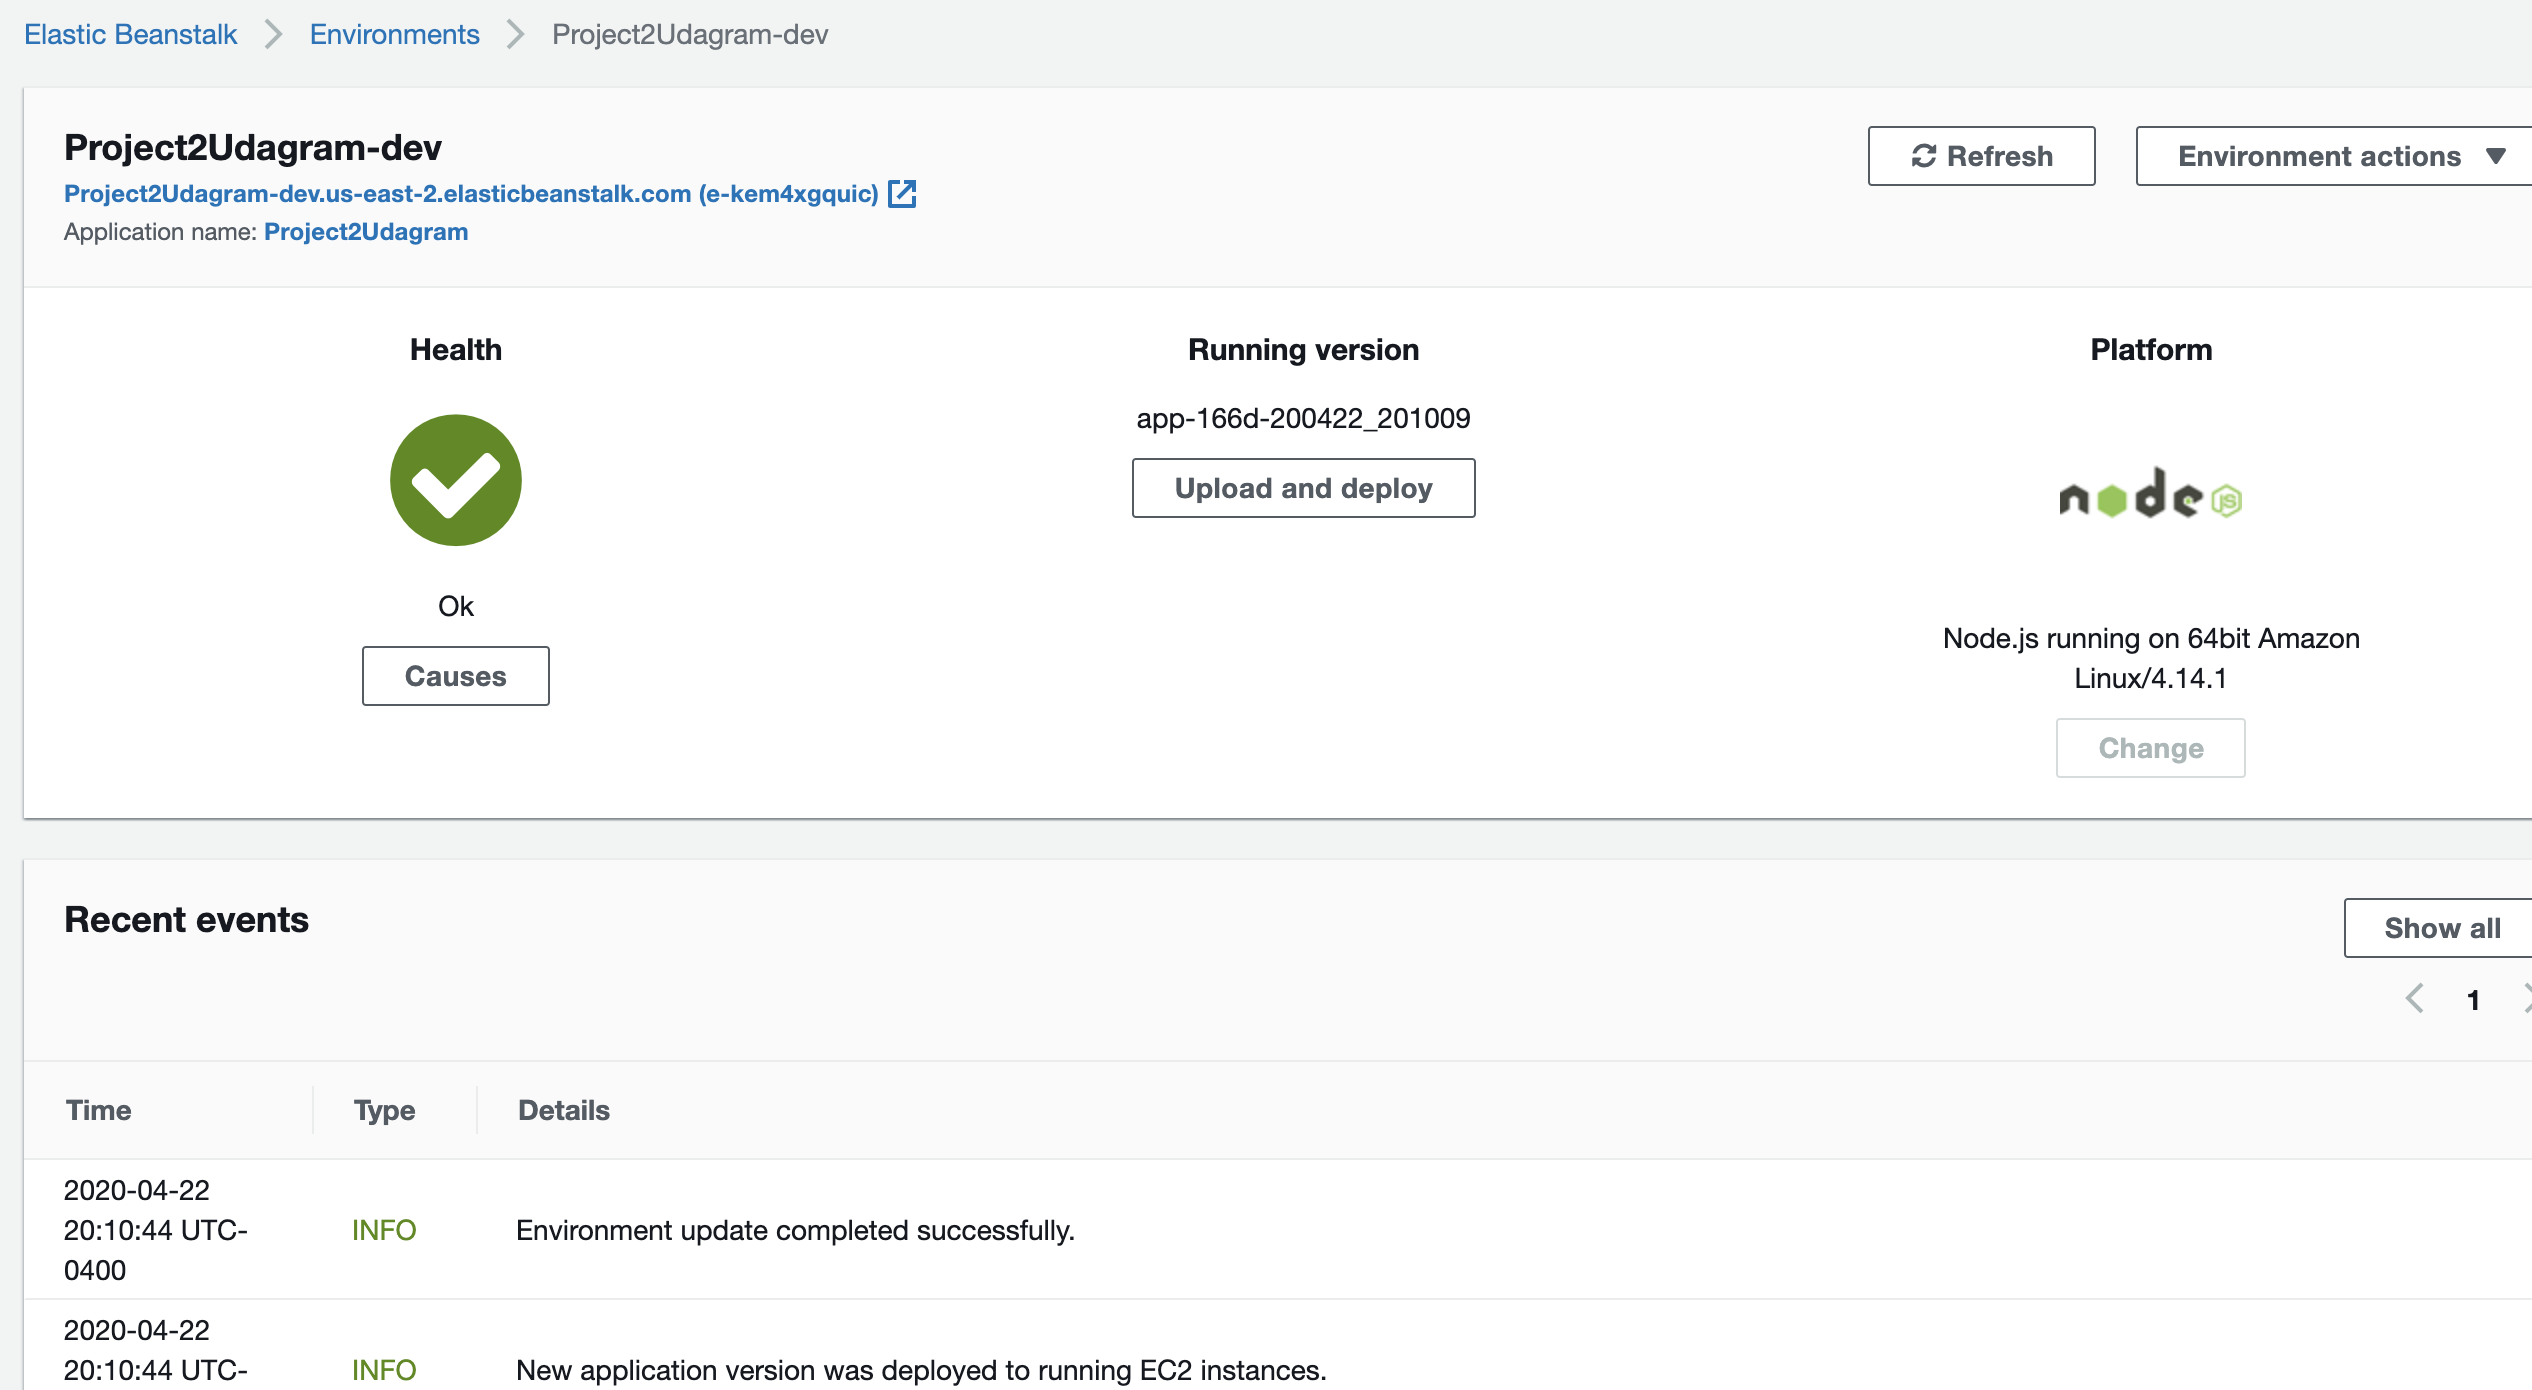 Elastic Beanstalk > Environments > Project2Udagram-dev
Project2Udagram-dev
Refresh
Environment actions
Project2Udagram-dev.us-east-2.elasticbeanstalk.com (e-kem4xgquic)
Application name: Project2Udagram
Health
Ok
Causes
Running version
app-166d-200422_201009
Upload and deploy
Platform
node JS
Node.js running on 64bit Amazon
Linux/4.14.1
Change
Recent events
Show all
1
Time Type Details
2020-04-22
20:10:44 UTC-
0400
INFO
Environment update completed successfully.
2020-04-22
20:10:44 UTC-
INFO
New application version was deployed to running EC2 instances.